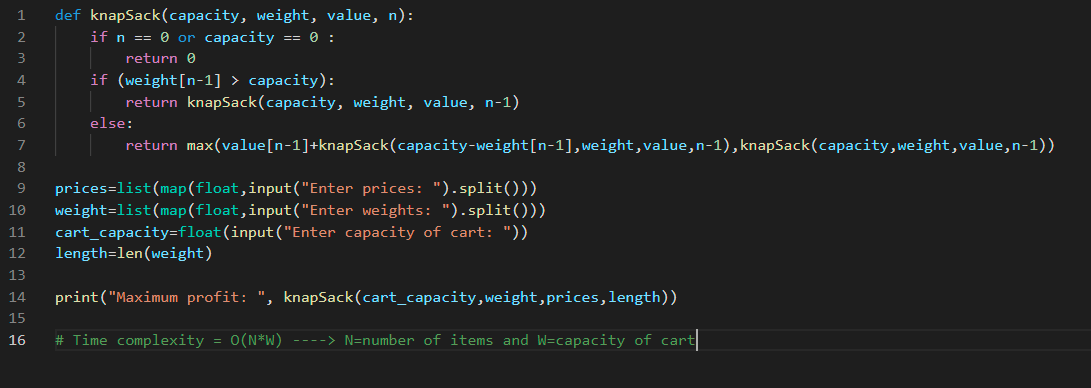 1 def knapSack(capacity, weight, value, n):
2 if n == 0 or capacity == 0 :
3 return 0
4 if (weight[n-1] > capacity):
5 return knapSack(capacity, weight, value, n-1)
6 else:
7 return max(value[n-1]+knapSack(capacity-weight[n-1],weight,value,n-1),knapSack(capacity,weight,value,n-1))
8
9 prices=list(map(float,input("Enter prices: ").split()))
10 weight=list(map(float,input("Enter weights: ").split()))
11 cart_capacity=float(input("Enter capacity of cart: "))
12 length=len(weight)
13
14 print("Maximum profit: ", knapSack(cart_capacity,weight,prices,length))
15
16 # Time complexity = O(N*W) ----> N=number of items and W=capacity of cart